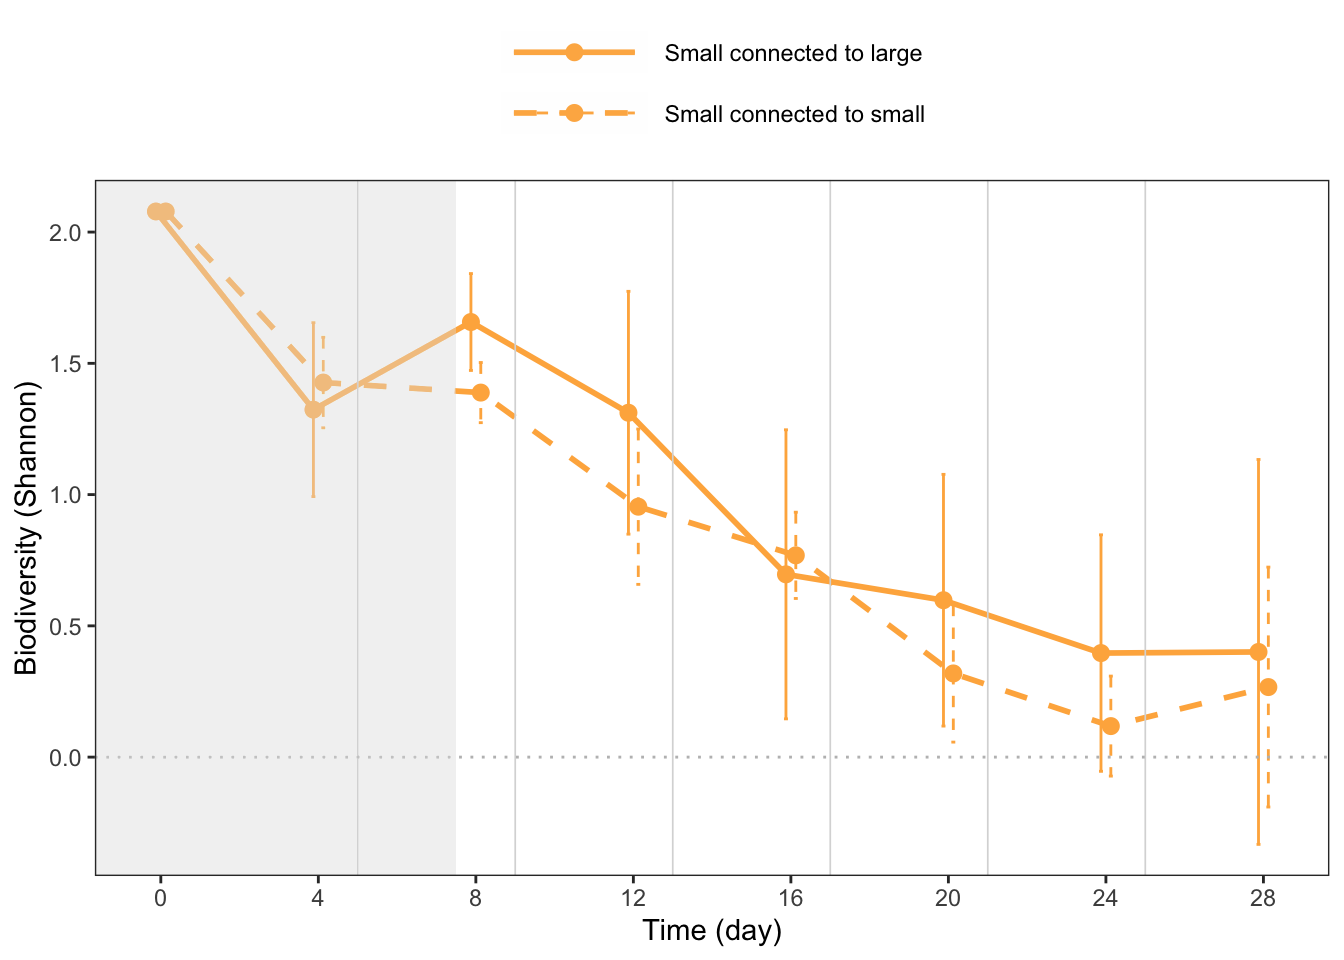 Small connected to large
Small connected to small
Biodiversity (Shannon)
2.0
1.5
1.0
0.5
0.0
0 4 8 12 16 20 24 28
Time (day)